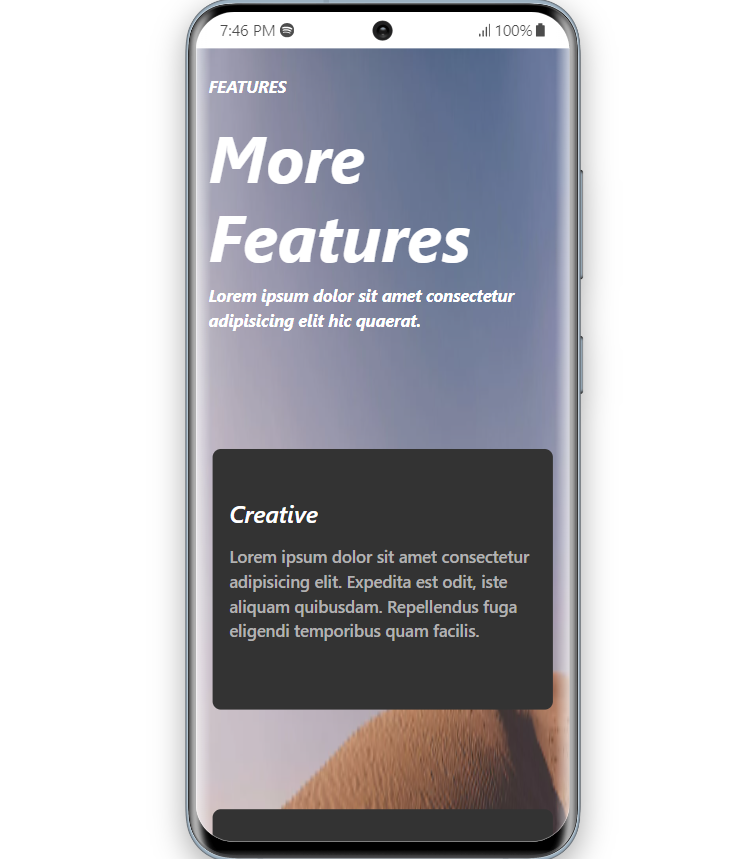 7:46 PM
100%
FEATURES
More
Features
Lorem ipsum dolor sit amet consectetur
adipisicing elit hic quaerat.
Creative
Lorem ipsum dolor sit amet consectetur
adipisicing elit. Expedita est odit, iste
aliquam quibusdam. Repellendus fuga
eligendi temporibus quam facilis.